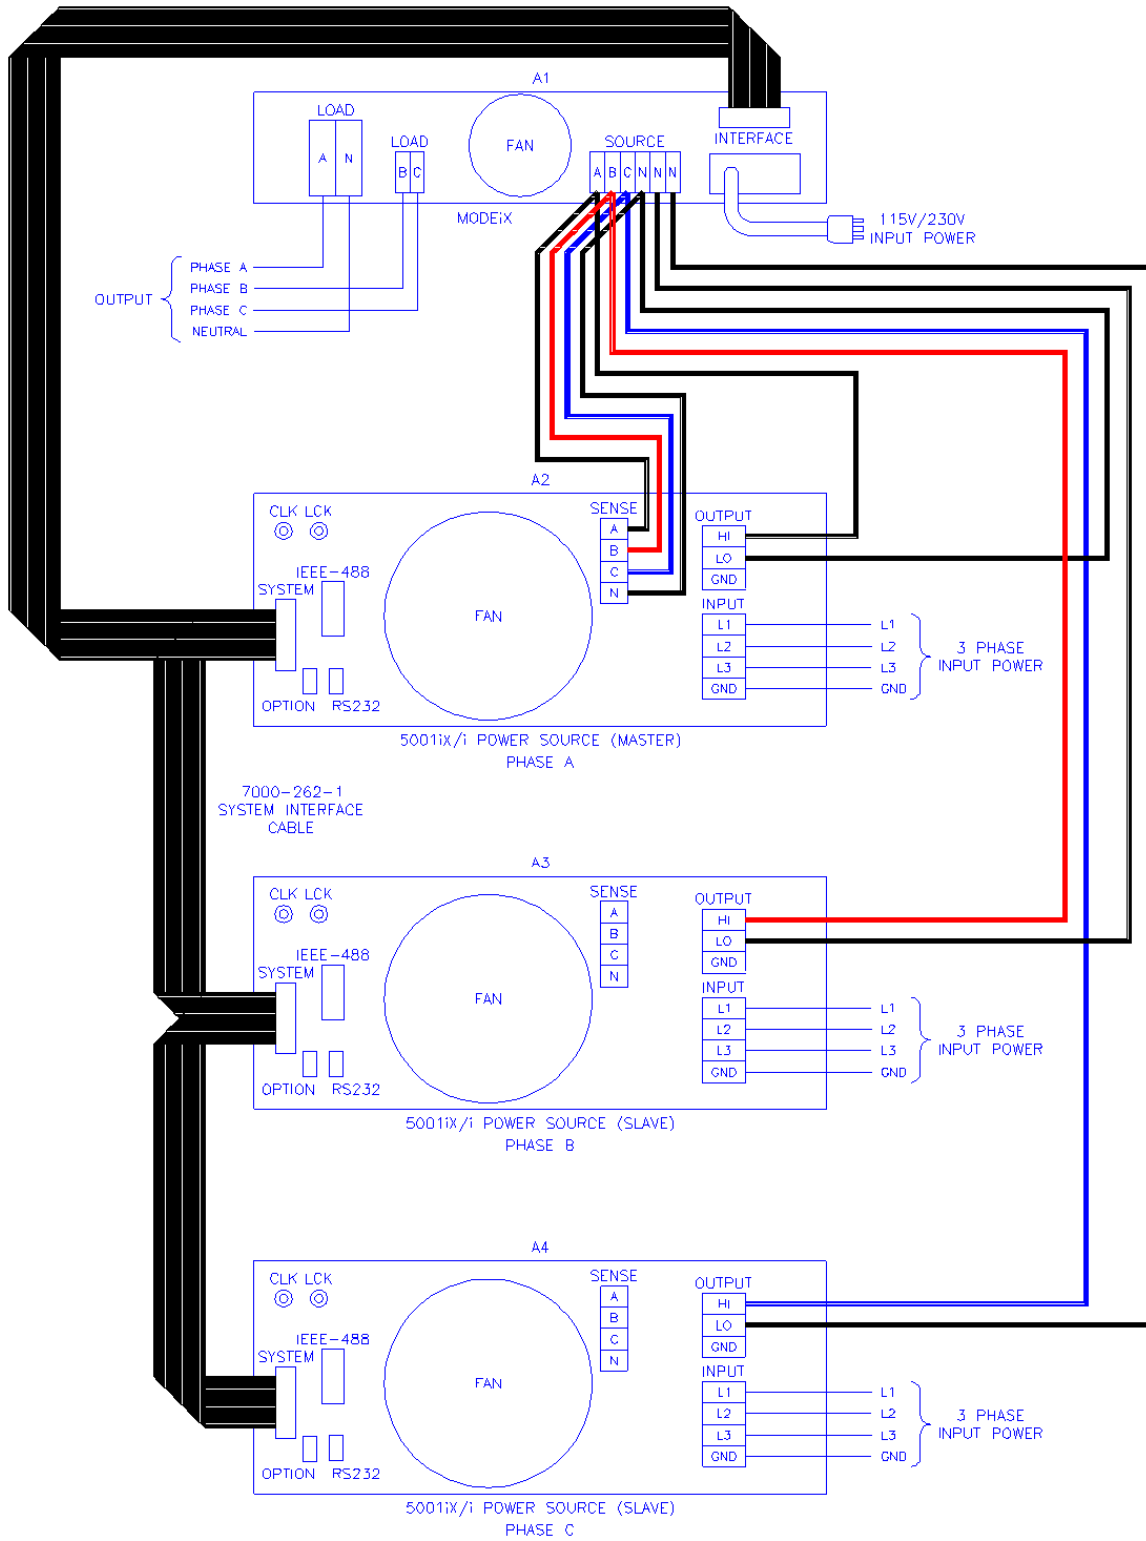 A1
LOAD
A N
LOAD
B C
FAN
SOURCE
A B C N N N
INTERFACE
MODEiX
115V/230V
INPUT POWER
OUTPUT
PHASE A
PHASE B
PHASE C
NEUTRAL
A2
CLK LCK
IEEE-488
SYSTEM
OPTION RS232
FAN
SENSE
A
B
C
N
OUTPUT
HI
LO
GND
INPUT
L1 L1
L2 L2
L3 L3
GND GND
3 PHASE
INPUT POWER
5001iX/i POWER SOURCE (MASTER)
PHASE A
7000-262-1
SYSTEM INTERFACE
CABLE
A3
CLK LCK
IEEE-488
SYSTEM
OPTION RS232
FAN
SENSE
A
B
C
N
OUTPUT
HI
LO
GND
INPUT
L1 L1
L2 L2
L3 L3
GND GND
3 PHASE
INPUT POWER
5001iX/i POWER SOURCE (SLAVE)
PHASE B
A4
CLK LCK
IEEE-488
SYSTEM
OPTION RS232
FAN
SENSE
A
B
C
N
OUTPUT
HI
LO
GND
INPUT
L1 L1
L2 L2
L3 L3
GND GND
3 PHASE
INPUT POWER
5001iX/i POWER SOURCE (SLAVE)
PHASE C